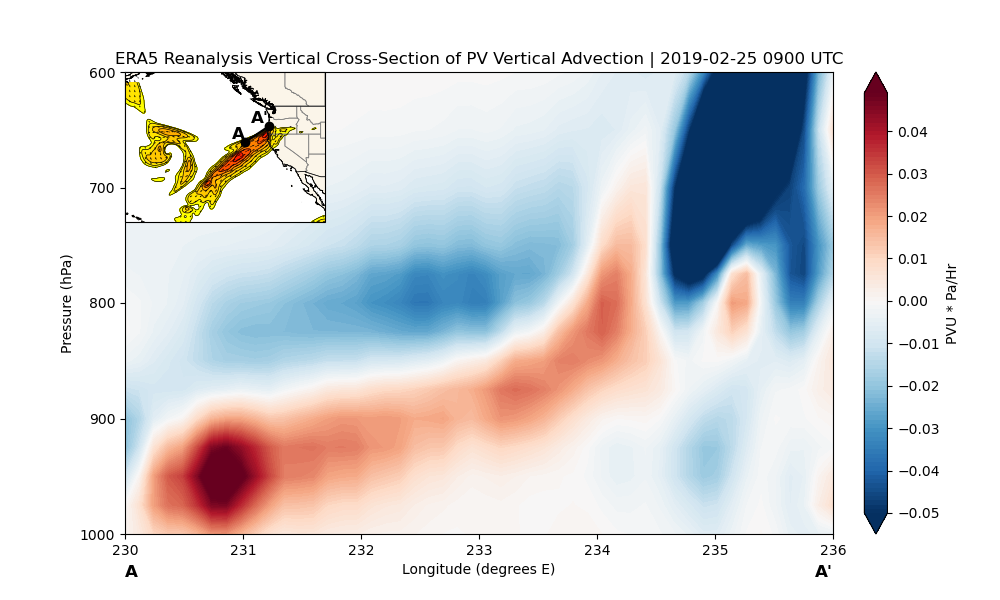 ERA5 Reanalysis Vertical Cross-Section of PV Vertical Advection | 2019-02-25 0900 UTC
600
700
800
900
1000
Pressure (hPa)
A
A'
230
231
232
233
234
235
236
Longitude (degrees E)
A
A'
0.04
0.03
0.02
0.01
0.00
−0.01
−0.02
−0.03
−0.04
−0.05
PVU * Pa/Hr